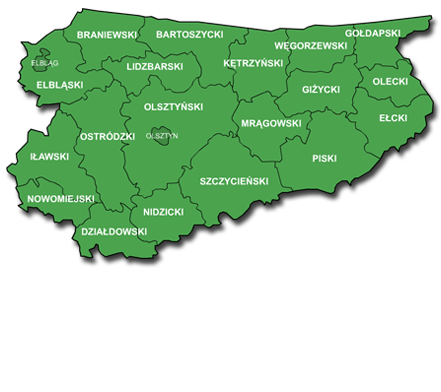 GOŁDAPSKI
BRANIEWSKI
BARTOSZYCKI
WĘGORZEWSKI
ELBLĄG
LIDZBARSKI
KĘTRZYŃSKI
ELBLĄSKI
GIŻYCKI
OLECKI
OLSZTYŃSKI
EŁCKI
MRĄGOWSKI
OSTRÓDZKI
OLSZTYN
IŁAWSKI
PISKI
SZCZYCIEŃSKI
NOWOMIEJSKI
NIDZICKI
DZIAŁDOWSKI